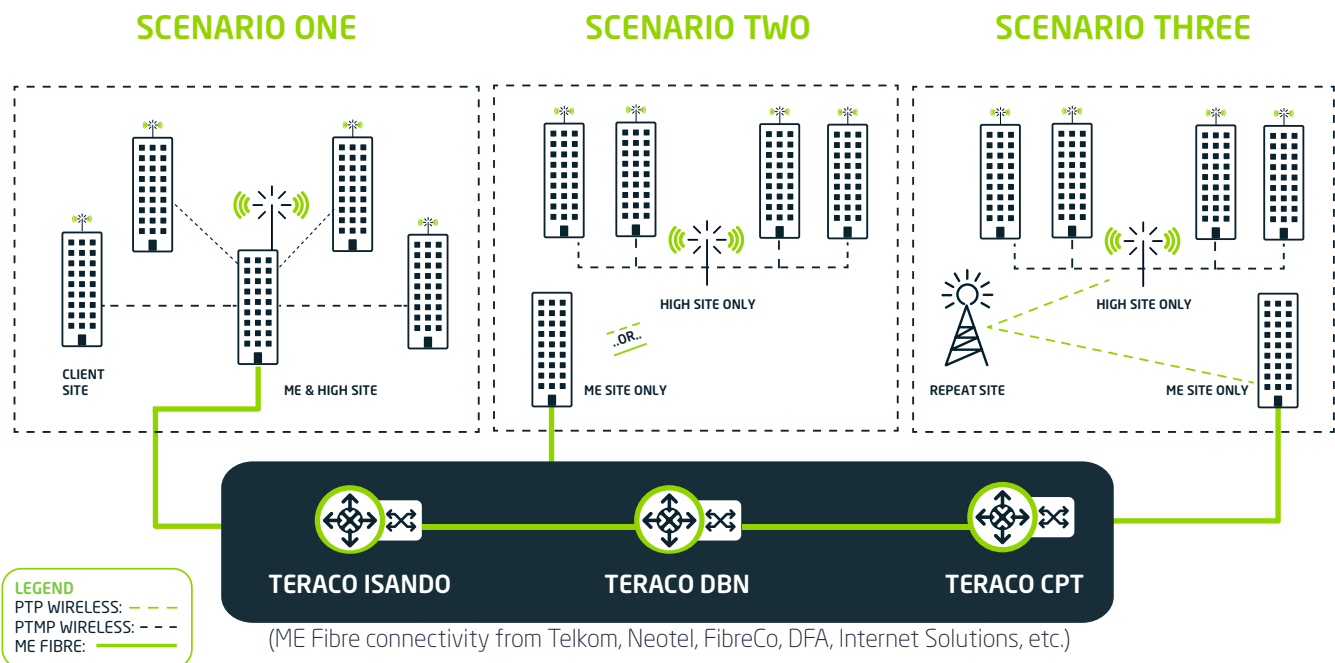 SCENARIO ONE
SCENARIO TWO
SCENARIO THREE
CLIENT
SITE
ME & HIGH SITE
HIGH SITE ONLY
..OR..
ME SITE ONLY
HIGH SITE ONLY
REPEAT SITE
ME SITE ONLY
TERACO ISANDO
TERACO DBN
TERACO CPT
LEGEND
PTP WIRELESS:
PTMP WIRELESS:
ME FIBRE:
(ME Fibre connectivity from Telkom, Neotel, FibreCo, DFA, Internet Solutions, etc.)